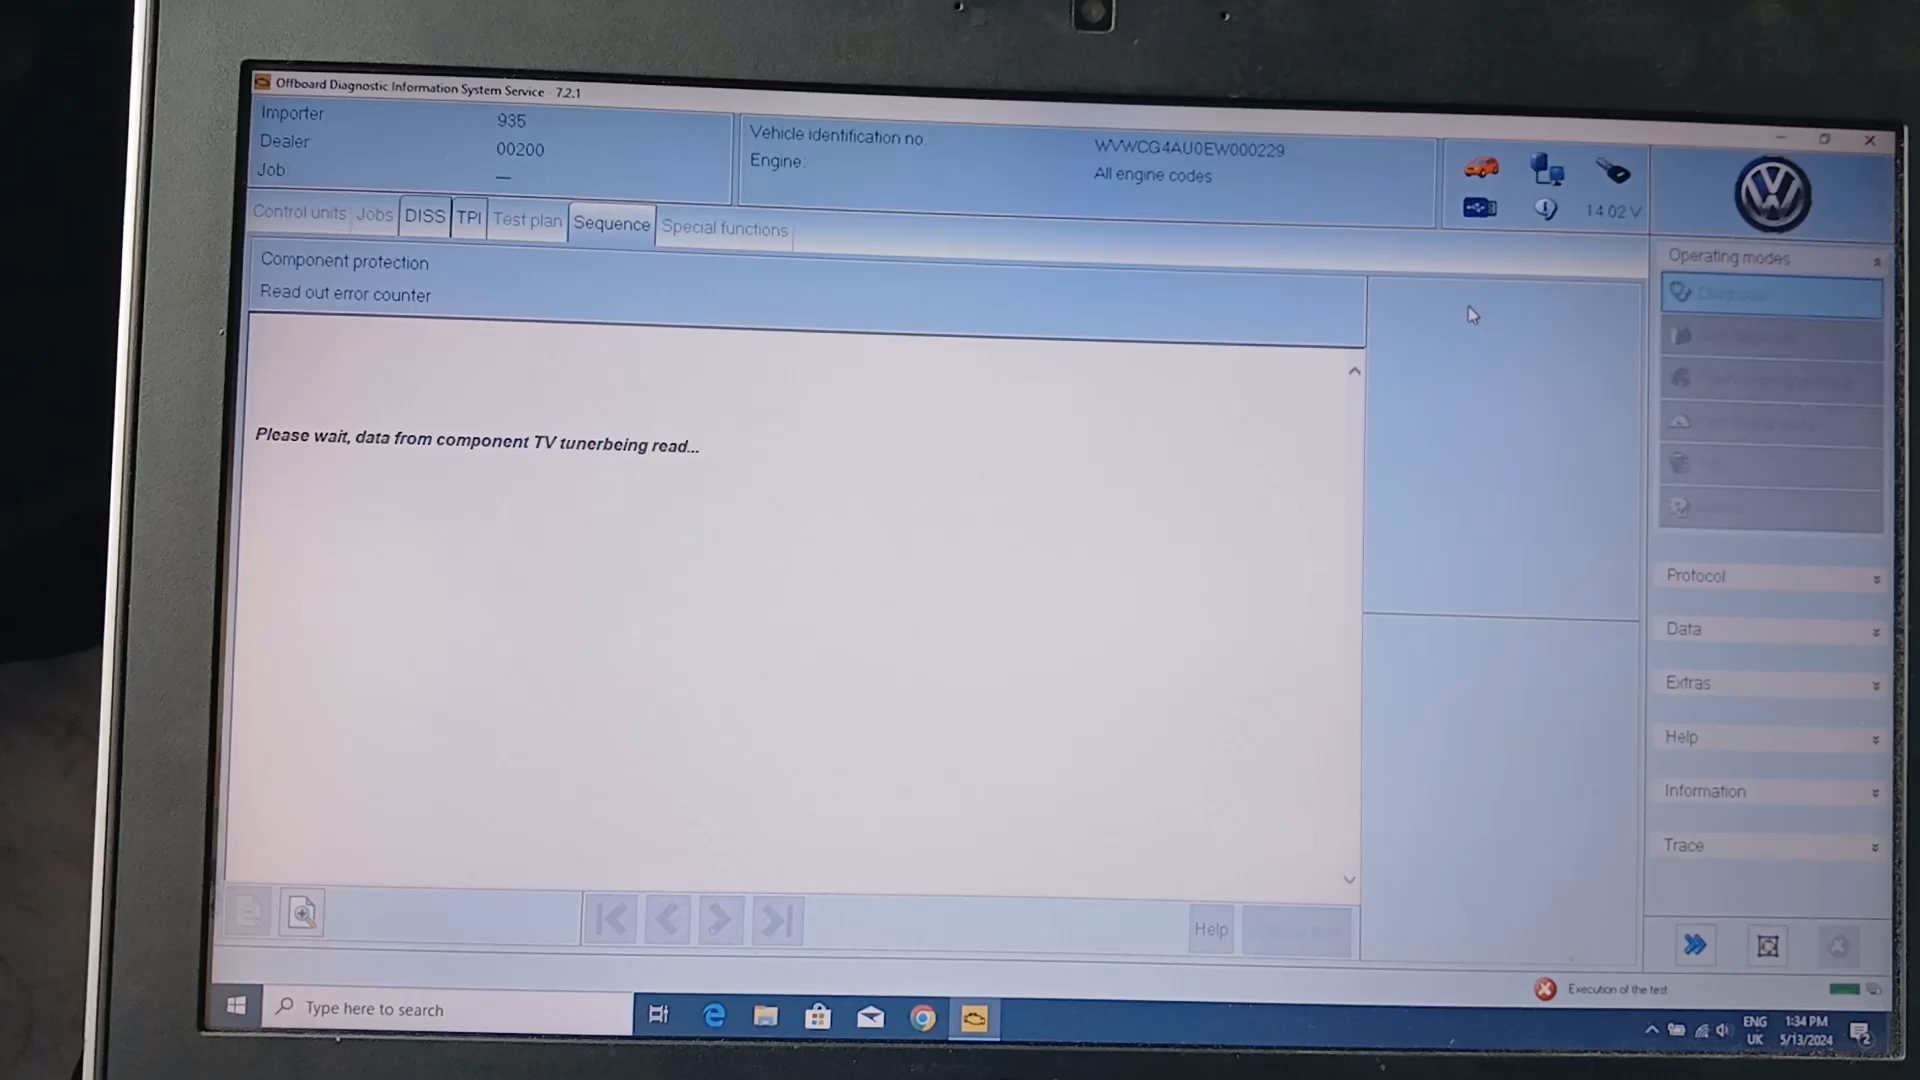 Offboard Diagnostic Information System Service - 7.2.1
Importer 935
Dealer 00200
Job: __
Vehicle identification no. WVWCG4AU0EW000229
Engine: All engine codes
14.02 V
Control units Jobs DISS TPI Test plan Sequence Special functions
Component protection
Read out error counter
Please wait, data from component TV tunerbeing read...
Operating modes
Protocol
Data
Extras
Help
Information
Trace
Help
Execution of the test
Type here to search
ENG
UK
1:34 PM
5/13/2024
2